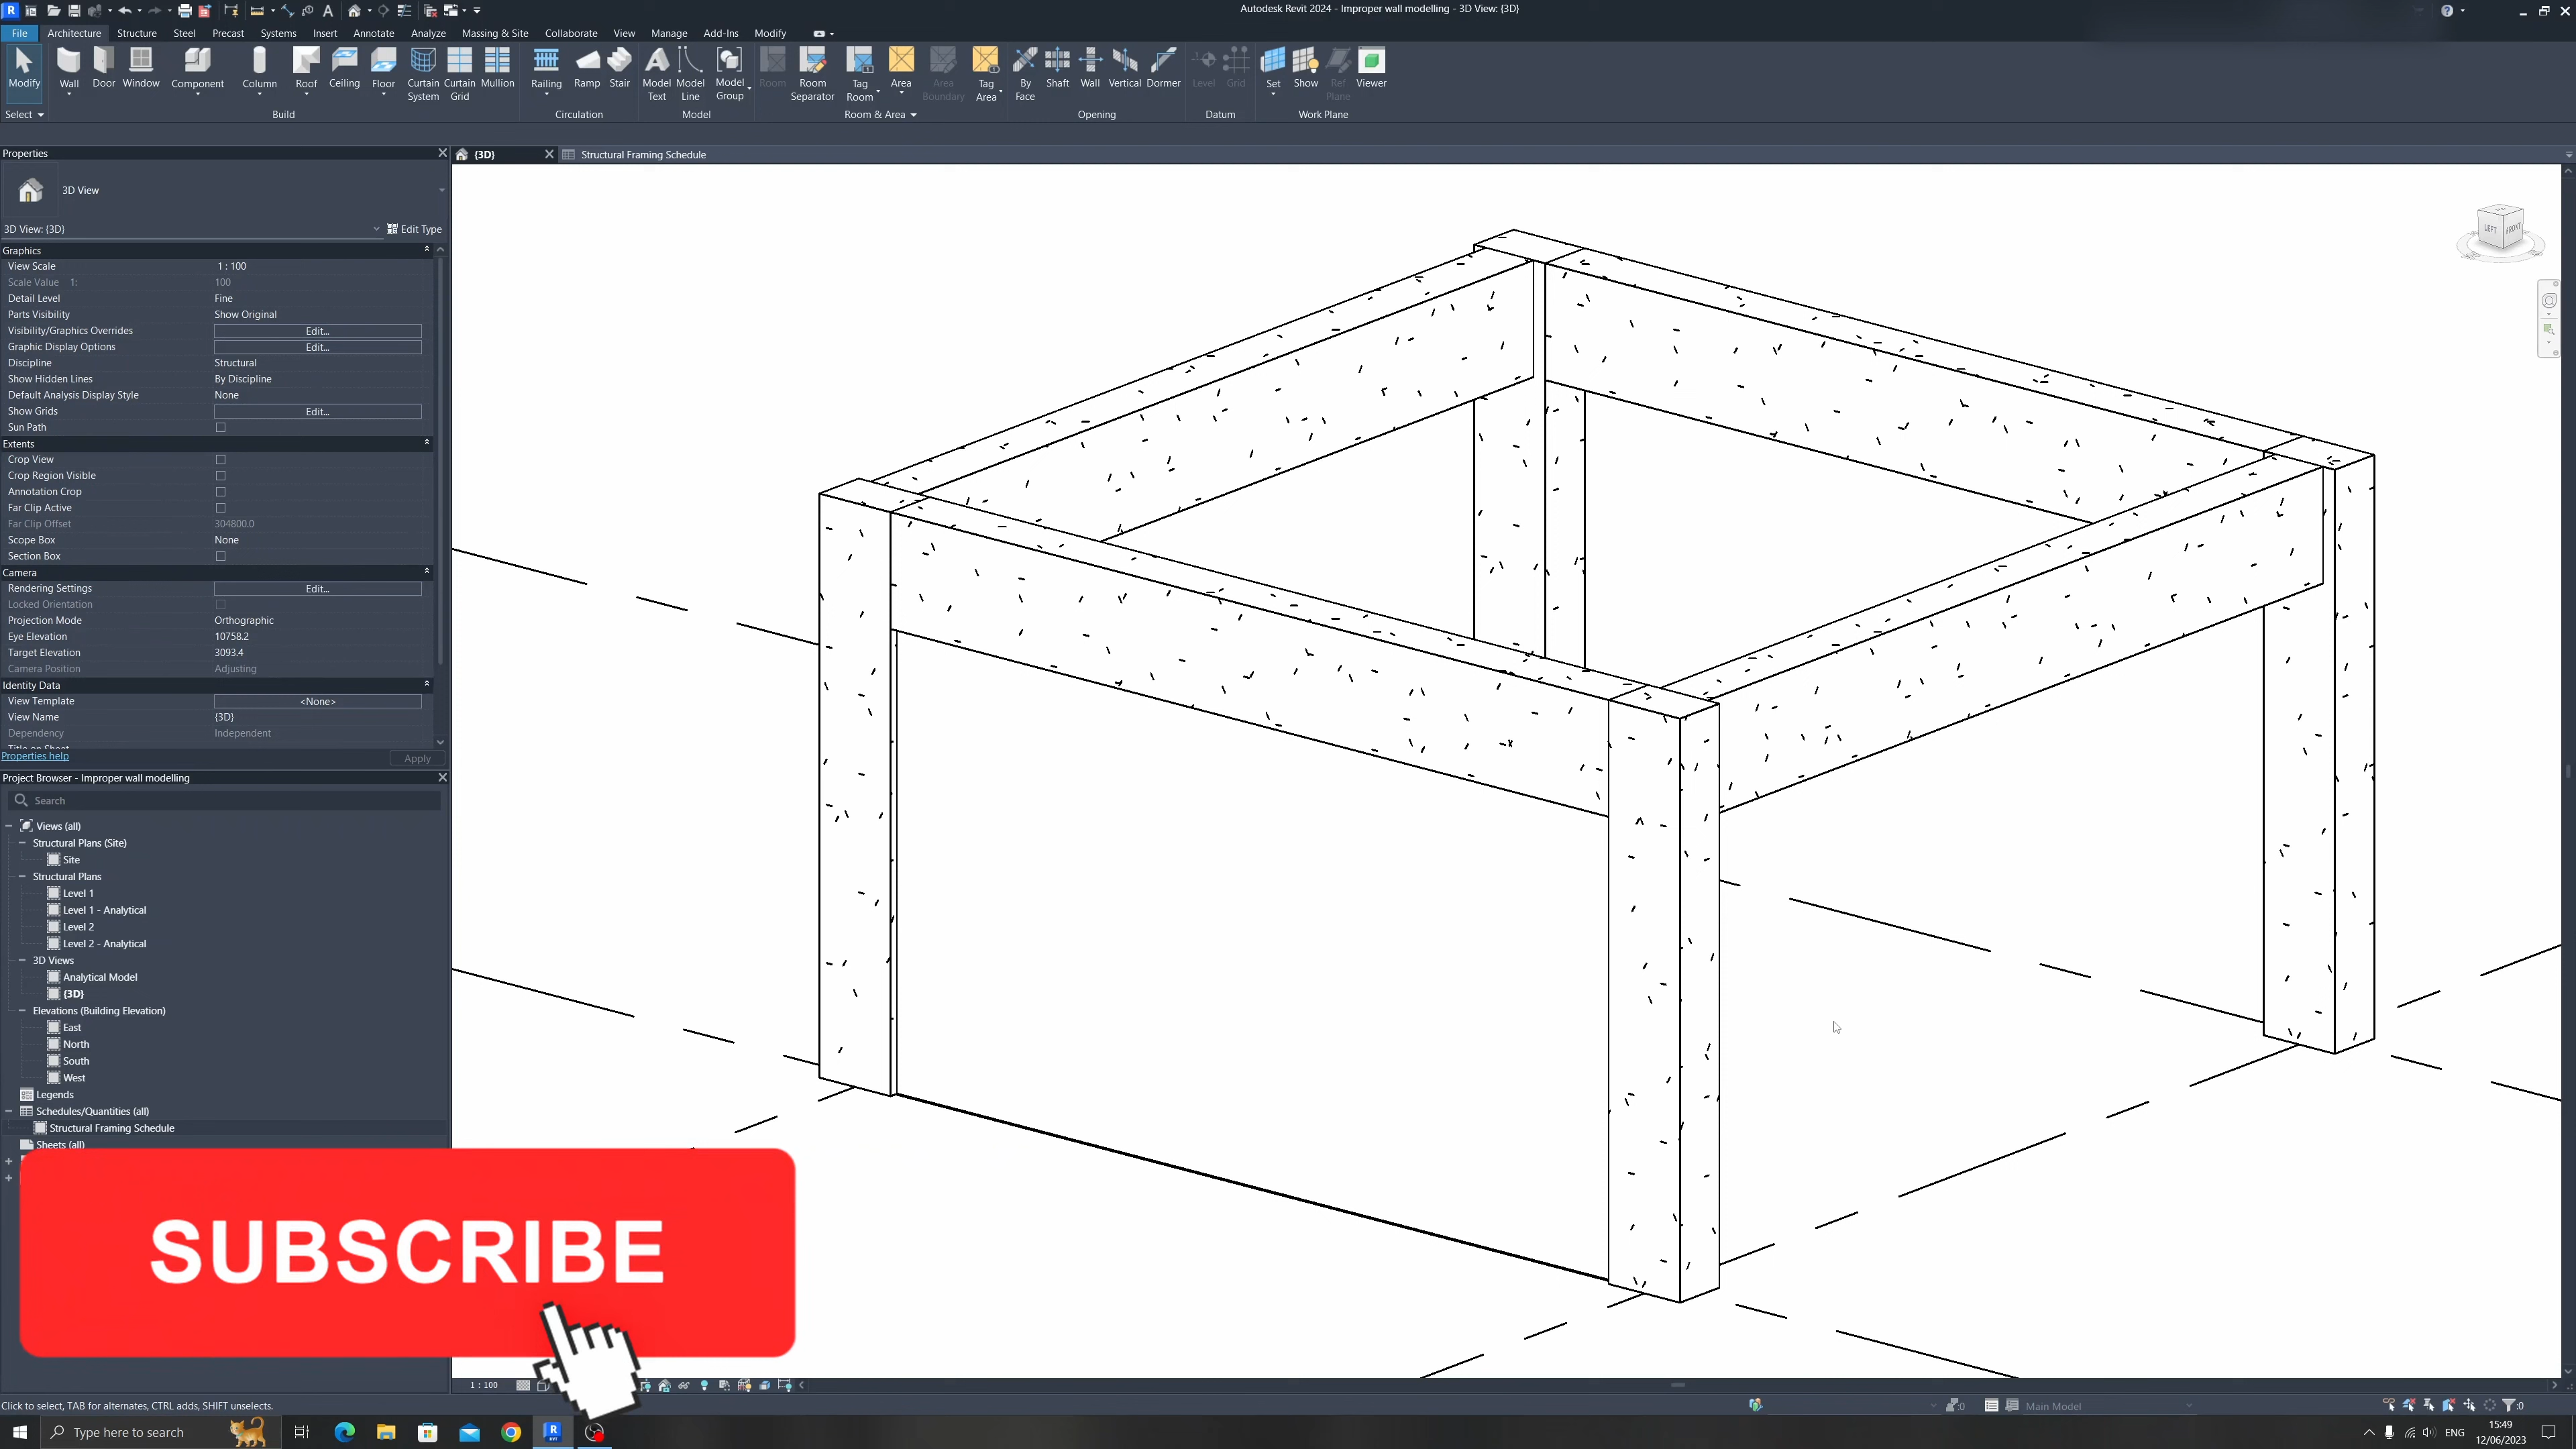 Autodesk Revit 2024 - Improper wall modelling - 3D View: {3D}
File Architecture Structure Steel Precast Systems Insert Annotate Analyze Massing & Site Collaborate View Manage Add-Ins Modify
Modify Wall Door Window Component Column Roof Ceiling Floor Curtain System Curtain Grid Mullion Railing Ramp Stair Model Text Model Line Model Group Room Room Separator Tag Room Area Area Boundary Tag Area By Face Shaft Wall Vertical Dormer Level Grid Set Show Ref Plane Viewer
Select Build Circulation Model Room & Area Opening Datum Work Plane
Properties
{3D} Structural Framing Schedule
3D View
3D View: {3D} Edit Type
Graphics
View Scale 1 : 100
Scale Value 1: 100
Detail Level Fine
Parts Visibility Show Original
Visibility/Graphics Overrides Edit...
Graphic Display Options Edit...
Discipline Structural
Show Hidden Lines By Discipline
Default Analysis Display Style None
Show Grids Edit...
Sun Path
Extents
Crop View
Crop Region Visible
Annotation Crop
Far Clip Active
Far Clip Offset 304800.0
Scope Box None
Section Box
Camera
Rendering Settings Edit...
Locked Orientation
Projection Mode Orthographic
Eye Elevation 10758.2
Target Elevation 3093.4
Camera Position Adjusting
Identity Data
View Template <None>
View Name {3D}
Dependency Independent
Properties help Apply
Project Browser - Improper wall modelling
Search
Views (all)
Structural Plans (Site)
Site
Structural Plans
Level 1
Level 1 - Analytical
Level 2
Level 2 - Analytical
3D Views
Analytical Model
{3D}
Elevations (Building Elevation)
East
North
South
West
Legends
Schedules/Quantities (all)
Structural Framing Schedule
Sheets (all)
SUBSCRIBE
LEFT FRONT
1 : 100
Click to select, TAB for alternates, CTRL adds, SHIFT unselects.
:0 Main Model :0
Type here to search
ENG
15:49
12/06/2023